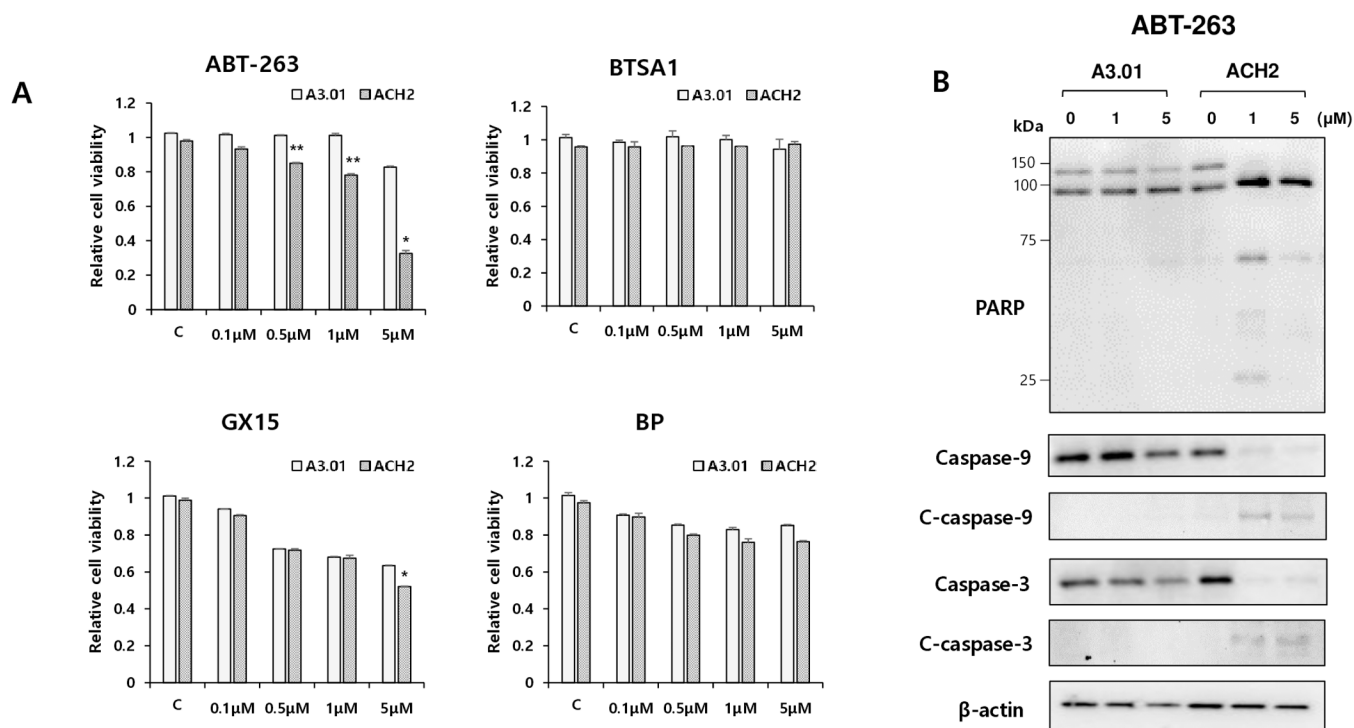 A
ABT-263
A3.01 ACH2
Relative cell viability
1.2
1
0.8
0.6
0.4
0.2
0
** ** *
C 0.1μM 0.5μM 1μM 5μM
BTSA1
A3.01 ACH2
Relative cell viability
1.2
1
0.8
0.6
0.4
0.2
0
C 0.1μM 0.5μM 1μM 5μM
GX15
A3.01 ACH2
Relative cell viability
1.2
1
0.8
0.6
0.4
0.2
0
*
C 0.1μM 0.5μM 1μM 5μM
BP
A3.01 ACH2
Relative cell viability
1.2
1
0.8
0.6
0.4
0.2
0
C 0.1μM 0.5μM 1μM 5μM
B
ABT-263
A3.01 ACH2
0 1 5 0 1 5 (μM)
kDa
150
100
75
PARP
25
Caspase-9
C-caspase-9
Caspase-3
C-caspase-3
β-actin